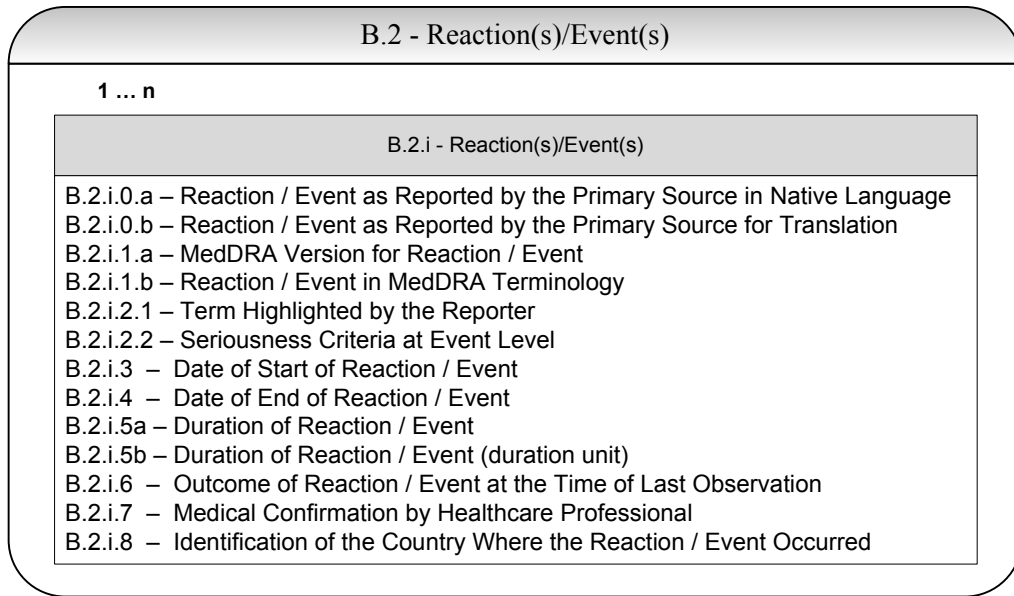 B.2 - Reaction(s)/Event(s)
1 ... n
B.2.i - Reaction(s)/Event(s)
B.2.i.0.a – Reaction / Event as Reported by the Primary Source in Native Language
B.2.i.0.b – Reaction / Event as Reported by the Primary Source for Translation
B.2.i.1.a – MedDRA Version for Reaction / Event
B.2.i.1.b – Reaction / Event in MedDRA Terminology
B.2.i.2.1 – Term Highlighted by the Reporter
B.2.i.2.2 – Seriousness Criteria at Event Level
B.2.i.3 – Date of Start of Reaction / Event
B.2.i.4 – Date of End of Reaction / Event
B.2.i.5a – Duration of Reaction / Event
B.2.i.5b – Duration of Reaction / Event (duration unit)
B.2.i.6 – Outcome of Reaction / Event at the Time of Last Observation
B.2.i.7 – Medical Confirmation by Healthcare Professional
B.2.i.8 – Identification of the Country Where the Reaction / Event Occurred